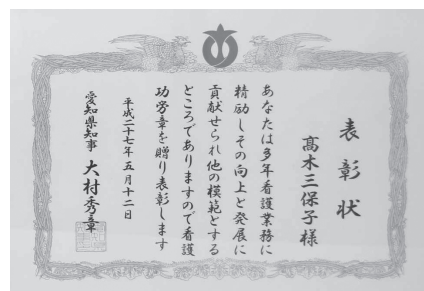 表彰状
髙木三保子様
あなたは多年看護業務に
精励しその向上と発展に
貢献せられ他の模範とする
ところでありますので看護
功労章を贈り表彰します
平成二十七年五月十二日
愛知県知事 大村秀章